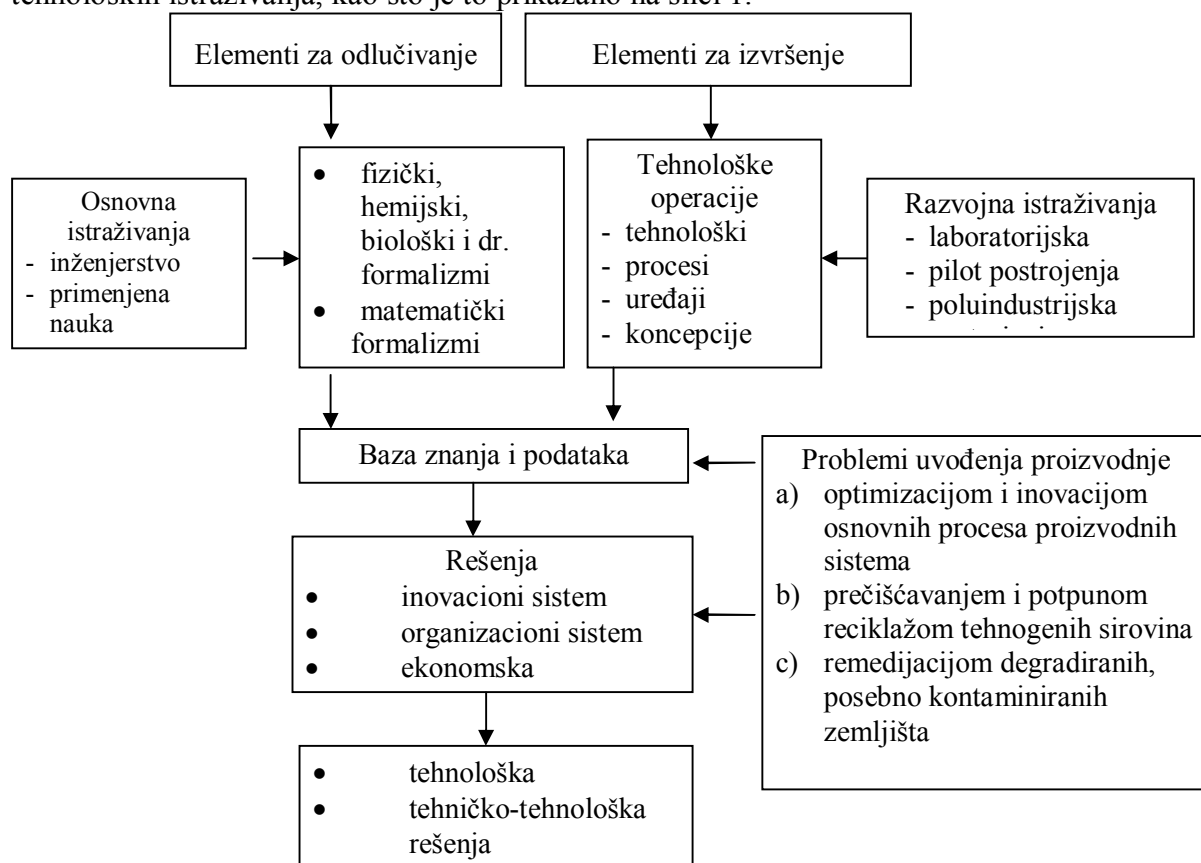 tehnoloških istraživanja, kao što je to prikazano na slici 1.
Elementi za odlučivanje
Elementi za izvršenje
Osnovna
istraživanja
- inženjerstvo
- primenjena
nauka
• fizički,
hemijski,
biološki i dr.
formalizmi
• matematički
formalizmi
Tehnološke
operacije
- tehnološki
- procesi
- uređaji
- koncepcije
Razvojna istraživanja
- laboratorijska
- pilot postrojenja
- poluindustrijska
Baza znanja i podataka
Problemi uvođenja proizvodnje
a) optimizacijom i inovacijom
osnovnih procesa proizvodnih
sistema
b) prečišćavanjem i potpunom
reciklažom tehnogenih sirovina
c) remedijacijom degradiranih,
posebno kontaminiranih
zemljišta
Rešenja
• inovacioni sistem
• organizacioni sistem
• ekonomska
• tehnološka
• tehničko-tehnološka
rešenja